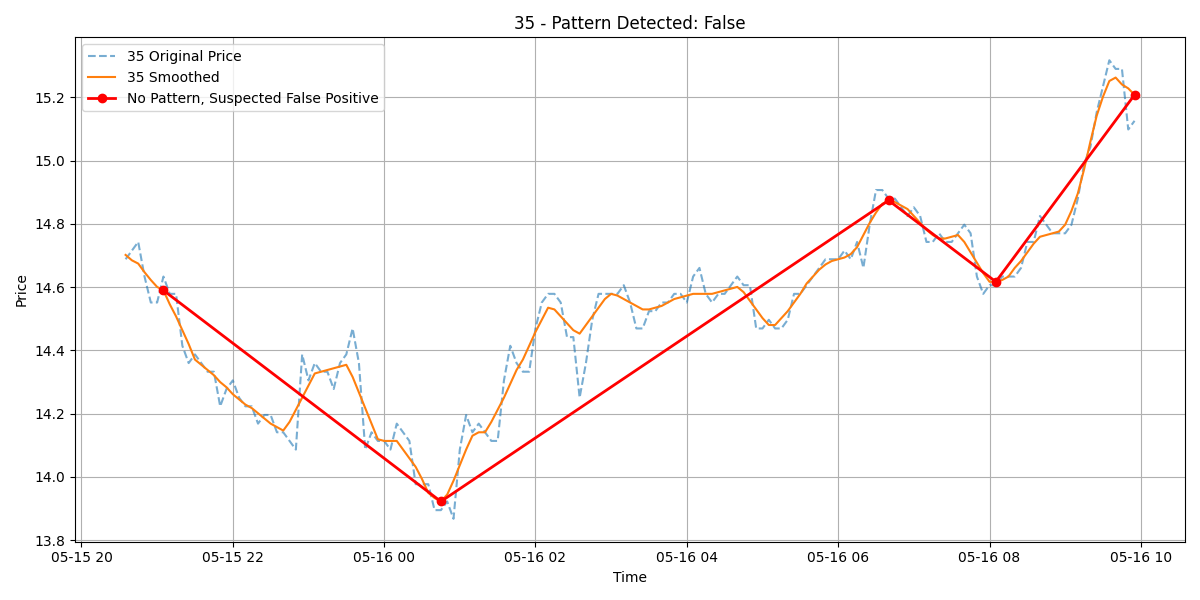 35 - Pattern Detected: False
35 Original Price
35 Smoothed
No Pattern, Suspected False Positive
Price
15.2
15.0
14.8
14.6
14.4
14.2
14.0
13.8
05-15 20
05-15 22
05-16 00
05-16 02
05-16 04
05-16 06
05-16 08
05-16 10
Time